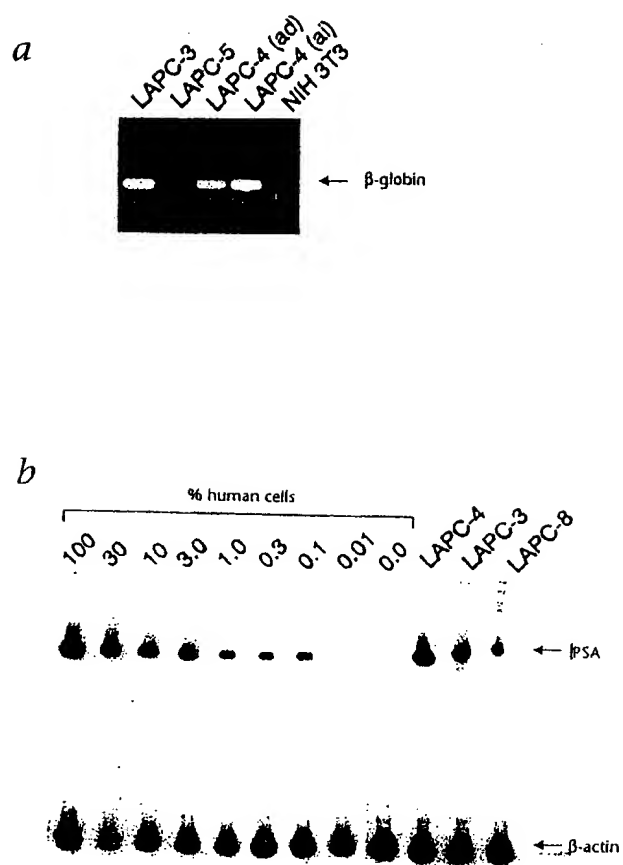 a
LAPC-3
LAPC-5
LAPC-4 (ad)
LAPC-4 (ai)
NIH 3T3
← β-globin
b
% human cells
100
30
10
3.0
1.0
0.3
0.1
0.01
0.0
LAPC-4
LAPC-3
LAPC-8
← PSA
← β-actin